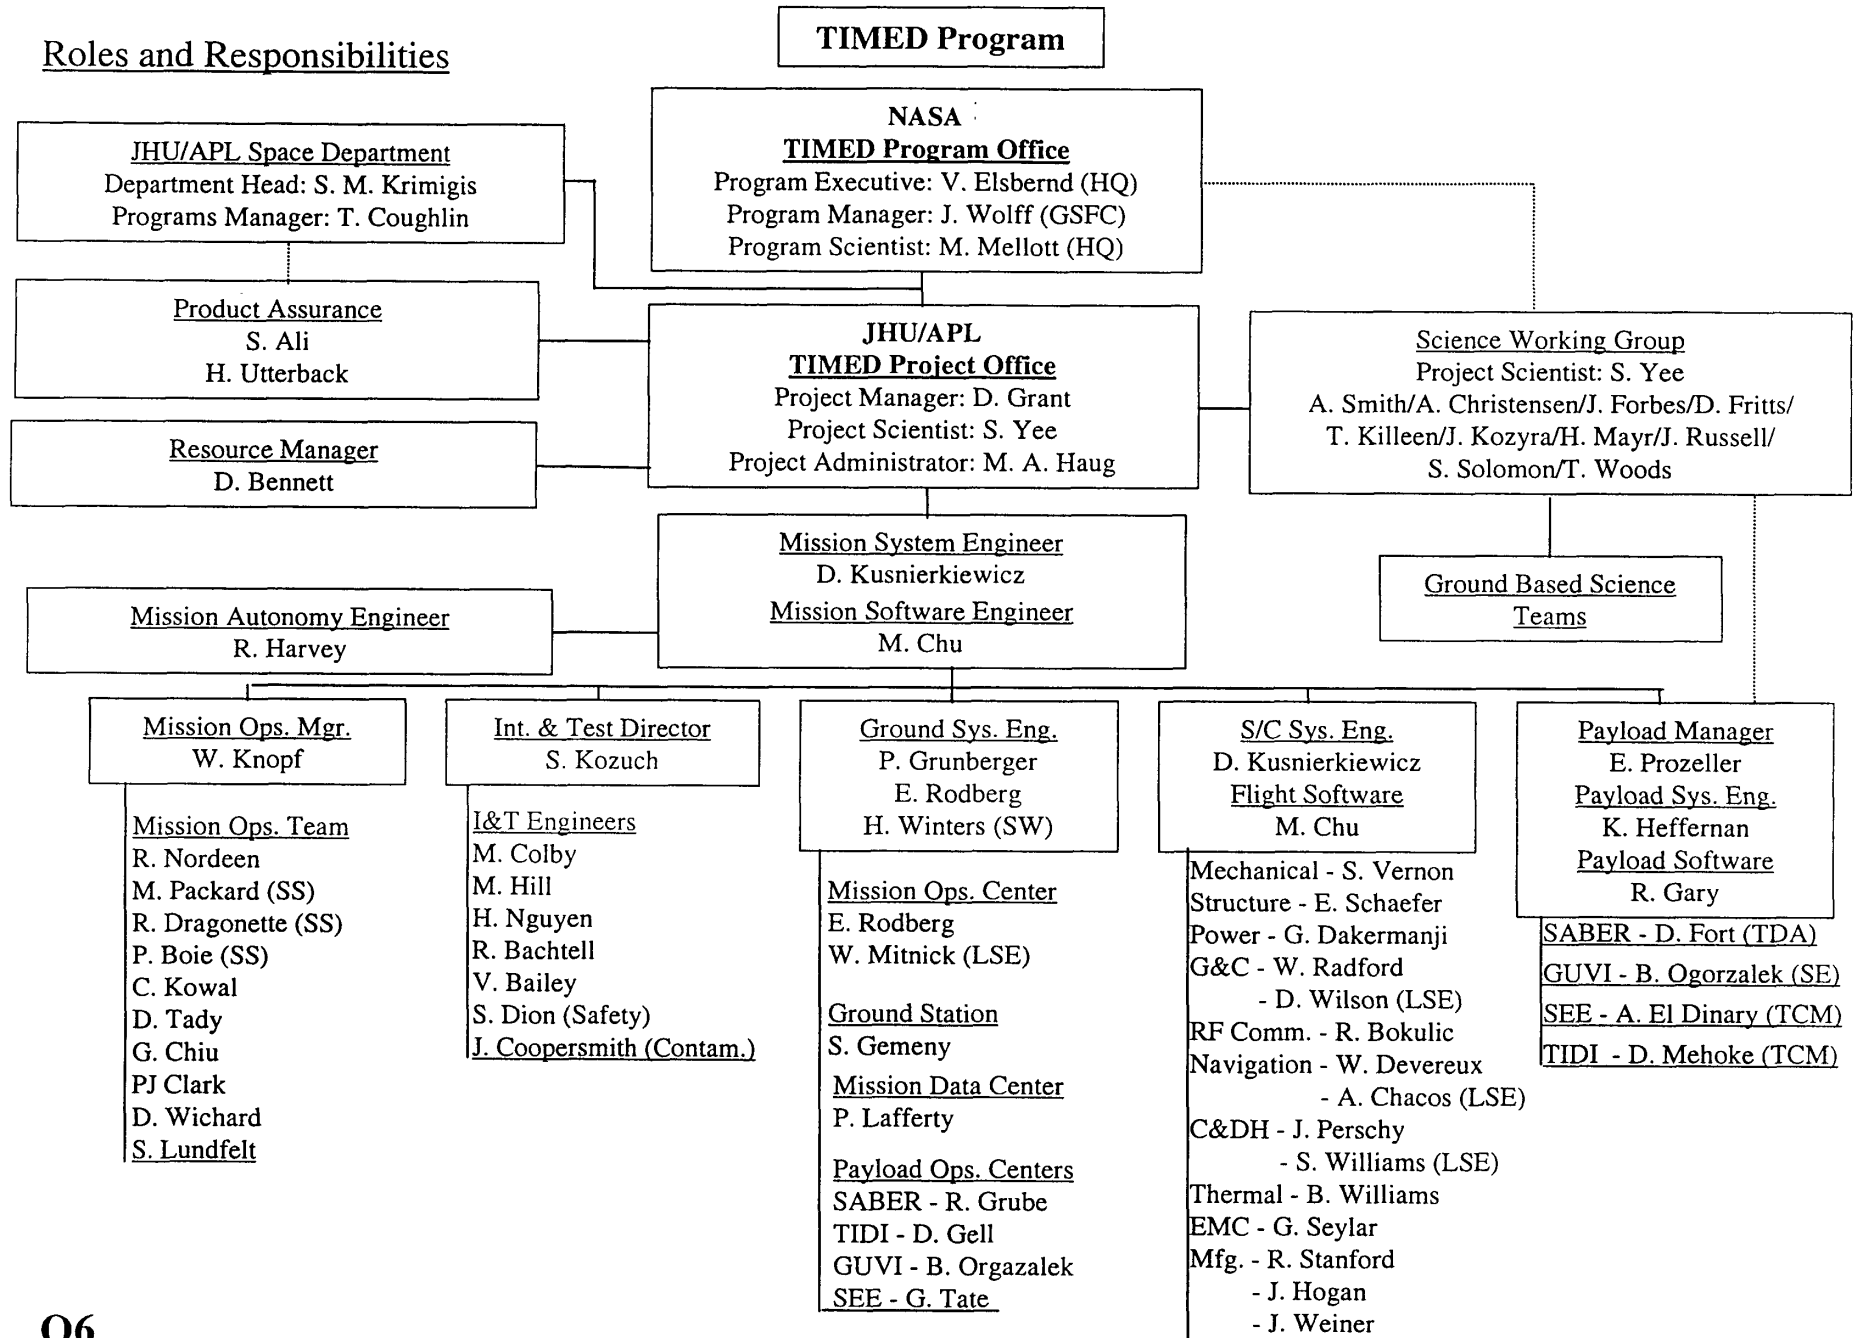 Roles and Responsibilities
TIMED Program
JHU/APL Space Department
Department Head: S. M. Krimigis
Programs Manager: T. Coughlin
NASA
TIMED Program Office
Program Executive: V. Elsbernd (HQ)
Program Manager: J. Wolff (GSFC)
Program Scientist: M. Mellott (HQ)
Product Assurance
S. Ali
H. Utterback
JHU/APL
TIMED Project Office
Project Manager: D. Grant
Project Scientist: S. Yee
Project Administrator: M. A. Haug
Science Working Group
Project Scientist: S. Yee
A. Smith/A. Christensen/J. Forbes/D. Fritts/
T. Killeen/J. Kozyra/H. Mayr/J. Russell/
S. Solomon/T. Woods
Resource Manager
D. Bennett
Mission System Engineer
D. Kusnierkiewicz
Mission Software Engineer
M. Chu
Ground Based Science
Teams
Mission Autonomy Engineer
R. Harvey
Mission Ops. Mgr.
W. Knopf
Mission Ops. Team
R. Nordeen
M. Packard (SS)
R. Dragonette (SS)
P. Boie (SS)
C. Kowal
D. Tady
G. Chiu
PJ Clark
D. Wichard
S. Lundfelt
Int. & Test Director
S. Kozuch
I&T Engineers
M. Colby
M. Hill
H. Nguyen
R. Bachtell
V. Bailey
S. Dion (Safety)
J. Coopersmith (Contam.)
Ground Sys. Eng.
P. Grunberger
E. Rodberg
H. Winters (SW)
Mission Ops. Center
E. Rodberg
W. Mitnick (LSE)
Ground Station
S. Gemeny
Mission Data Center
P. Lafferty
Payload Ops. Centers
SABER - R. Grube
TIDI - D. Gell
GUVI - B. Orgazalek
SEE - G. Tate
S/C Sys. Eng.
D. Kusnierkiewicz
Flight Software
M. Chu
Mechanical - S. Vernon
Structure - E. Schaefer
Power - G. Dakermanji
G&C - W. Radford
- D. Wilson (LSE)
RF Comm. - R. Bokulic
Navigation - W. Devereux
- A. Chacos (LSE)
C&DH - J. Perschy
- S. Williams (LSE)
Thermal - B. Williams
EMC - G. Seylar
Mfg. - R. Stanford
- J. Hogan
- J. Weiner
Payload Manager
E. Prozeller
Payload Sys. Eng.
K. Heffernan
Payload Software
R. Gary
SABER - D. Fort (TDA)
GUVI - B. Ogorzalek (SE)
SEE - A. El Dinary (TCM)
TIDI - D. Mehoke (TCM)
O6